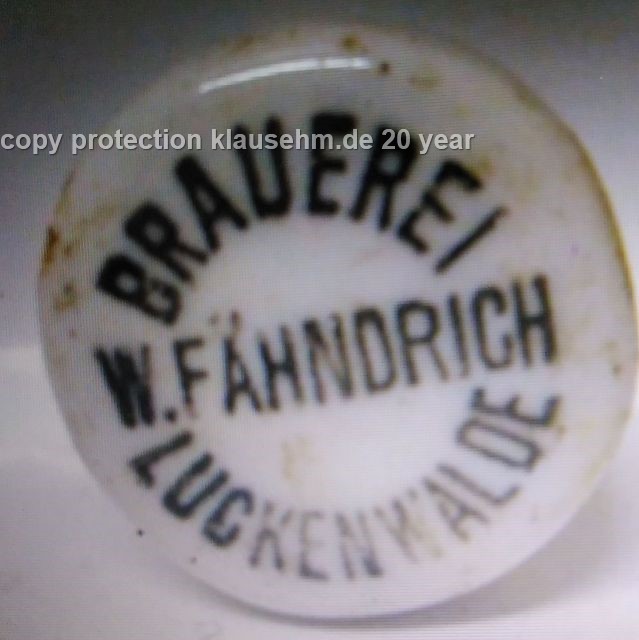 copy protection klausehm.de 20 year
BRAUEREI
W.FÄHNDRICH
LUCKENWALDE